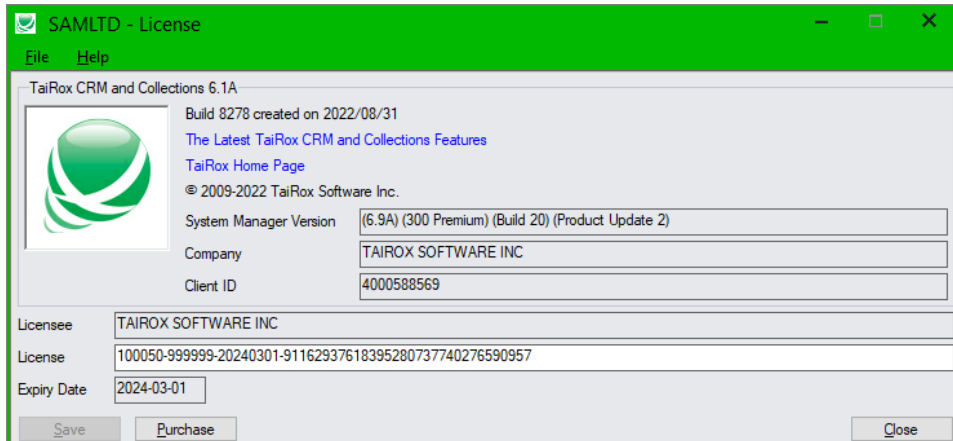 SAMLTD - License
File Help
TaiRox CRM and Collections 6.1A
Build 8278 created on 2022/08/31
The Latest TaiRox CRM and Collections Features
TaiRox Home Page
© 2009-2022 TaiRox Software Inc.
System Manager Version (6.9A) (300 Premium) (Build 20) (Product Update 2)
Company TAIROX SOFTWARE INC
Client ID 4000588569
Licensee TAIROX SOFTWARE INC
License 100050-999999-20240301-91162937618395280737740276590957
Expiry Date 2024-03-01
Save Purchase Close